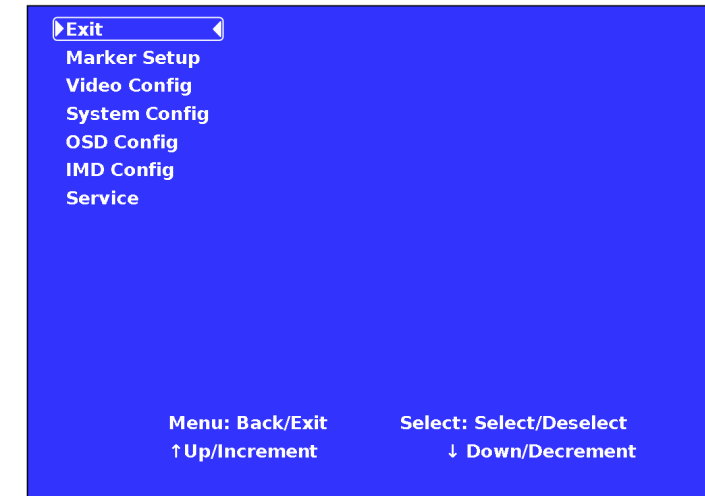 Exit
Marker Setup
Video Config
System Config
OSD Config
IMD Config
Service
Menu: Back/Exit Select: Select/Deselect
↑Up/Increment ↓ Down/Decrement